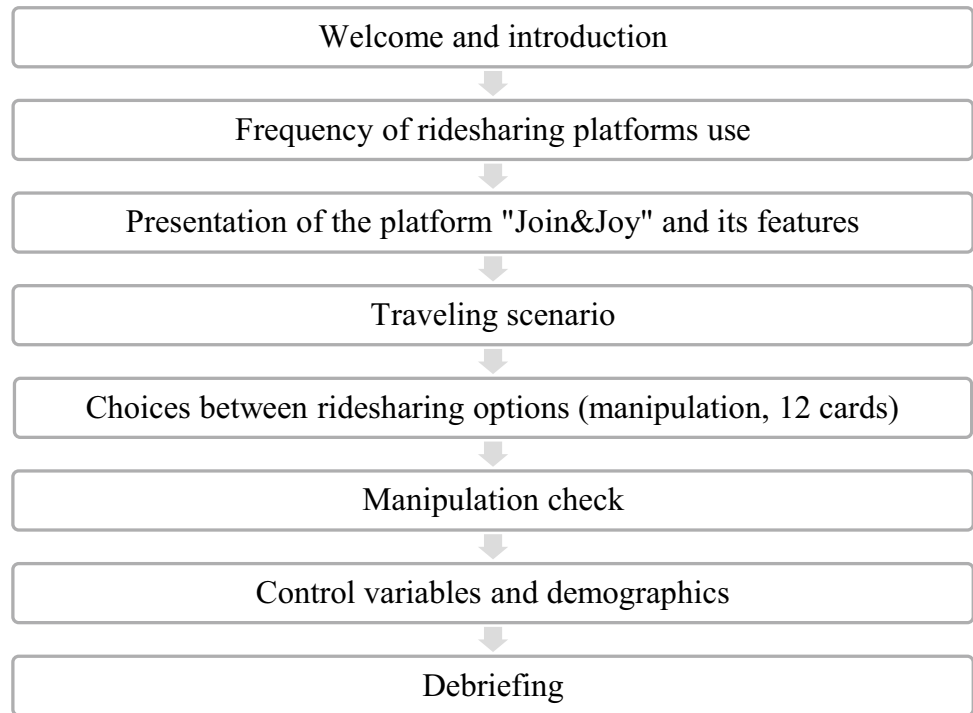 Welcome and introduction
Frequency of ridesharing platforms use
Presentation of the platform "Join&Joy" and its features
Traveling scenario
Choices between ridesharing options (manipulation, 12 cards)
Manipulation check
Control variables and demographics
Debriefing